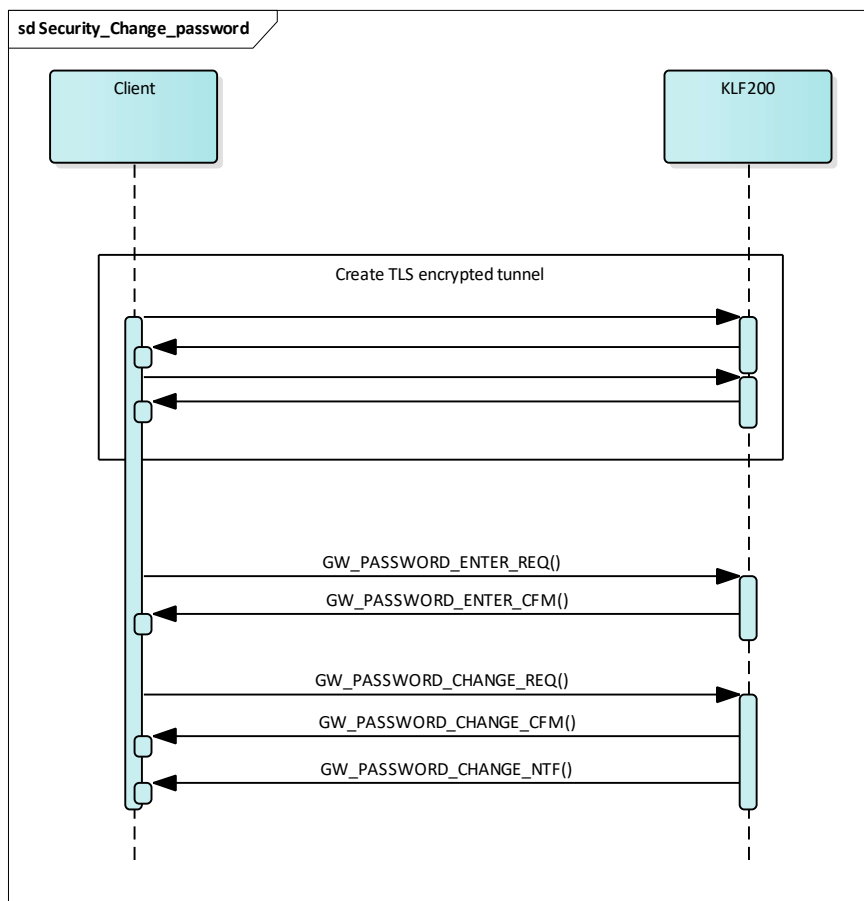 sd Security_Change_password
Client
KLF200
Create TLS encrypted tunnel
GW_PASSWORD_ENTER_REQ()
GW_PASSWORD_ENTER_CFM()
GW_PASSWORD_CHANGE_REQ()
GW_PASSWORD_CHANGE_CFM()
GW_PASSWORD_CHANGE_NTF()